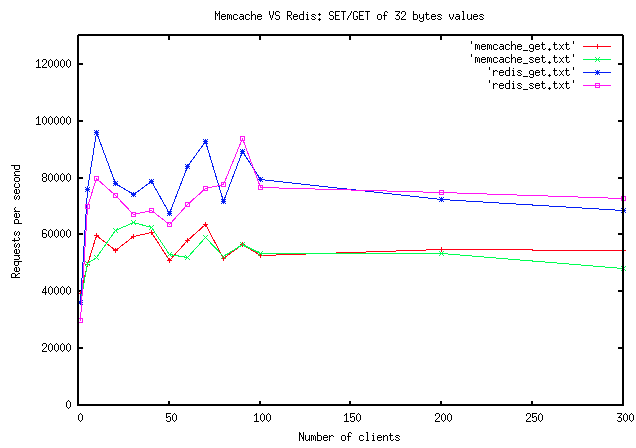 Memcache VS Redis: SET/GET of 32 bytes values
'memcache_get.txt'
'memcache_set.txt'
'redis_get.txt'
'redis_set.txt'
120000
100000
80000
60000
40000
20000
0
Requests per second
0 50 100 150 200 250 300
Number of clients